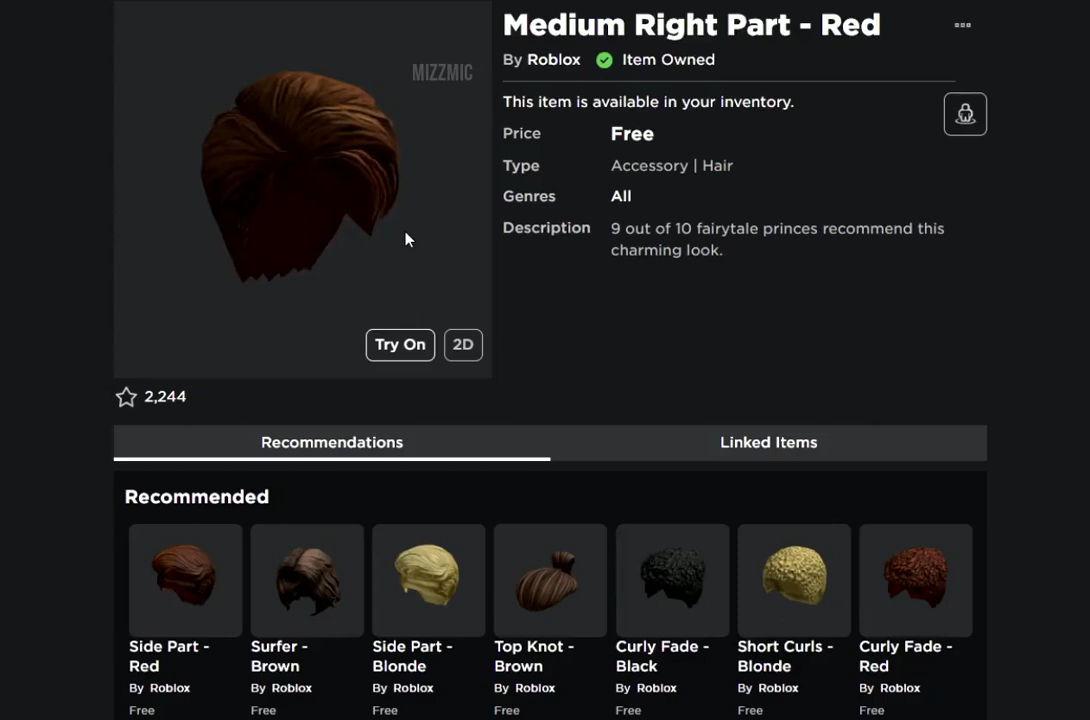 Medium Right Part - Red
By Roblox Item Owned
MIZZMIC
This item is available in your inventory.
Price Free
Type Accessory | Hair
Genres All
Description 9 out of 10 fairytale princes recommend this
charming look.
Try On 2D
2,244
Recommendations Linked Items
Recommended
Side Part - Surfer - Side Part - Top Knot - Curly Fade - Short Curls - Curly Fade -
Red Brown Blonde Brown Black Blonde Red
By Roblox By Roblox By Roblox By Roblox By Roblox By Roblox By Roblox
Free Free Free Free Free Free Free